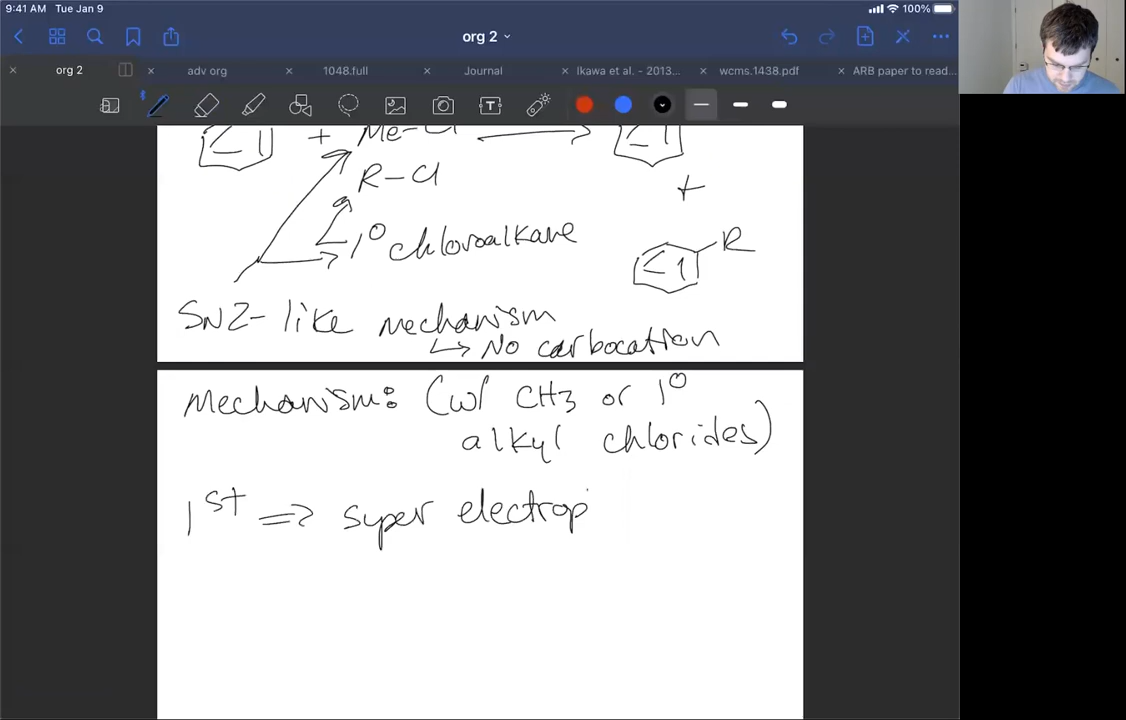 9:41 AM Tue Jan 9
100%
org 2
org 2
adv org
1048.full
Journal
Ikawa et al. - 2013...
wcms.1438.pdf
ARB paper to read...
+ Me-Cl
R-Cl
+
1° chloroalkane
R
SN2-like mechanism
No carbocation
Mechanism: (w/ CH3 or 1°
alkyl chlorides)
1st => super electrop